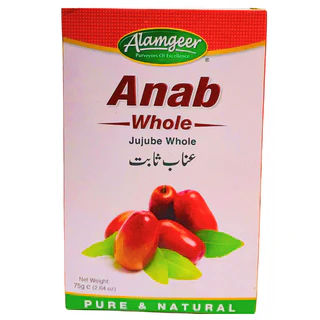 Alamgeer
Purveyors Of Excellence
®
Anab
Whole
Jujube Whole
عناب ثابت
Net Weight
75g e (2.64 oz)
PURE & NATURAL